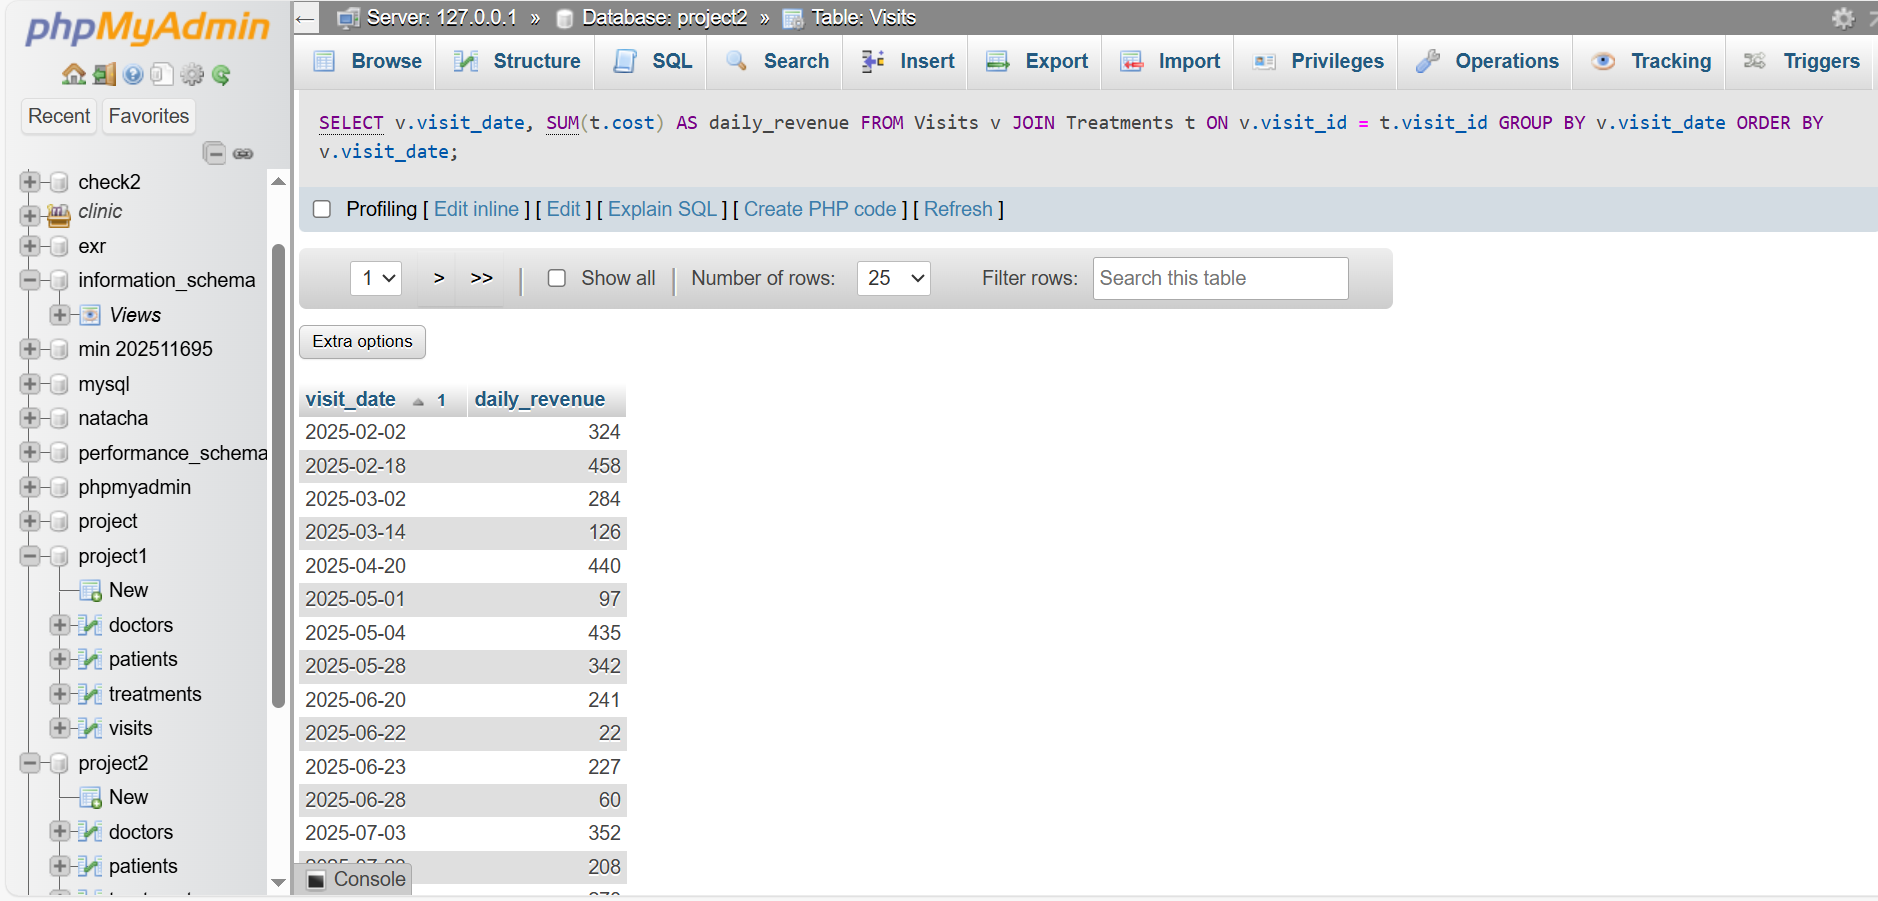 phpMyAdmin
Recent
Favorites
check2
clinic
exr
information_schema
Views
min 202511695
mysql
natacha
performance_schema
phpmyadmin
project
project1
New
doctors
patients
treatments
visits
project2
New
doctors
patients
Server: 127.0.0.1 » Database: project2 » Table: Visits
Browse Structure SQL Search Insert Export Import Privileges Operations Tracking Triggers
SELECT v.visit_date, SUM(t.cost) AS daily_revenue FROM Visits v JOIN Treatments t ON v.visit_id = t.visit_id GROUP BY v.visit_date ORDER BY
v.visit_date;
Profiling [ Edit inline ] [ Edit ] [ Explain SQL ] [ Create PHP code ] [ Refresh ]
1 > >> Show all Number of rows: 25 Filter rows: Search this table
Extra options
visit_date 1 daily_revenue
2025-02-02 324
2025-02-18 458
2025-03-02 284
2025-03-14 126
2025-04-20 440
2025-05-01 97
2025-05-04 435
2025-05-28 342
2025-06-20 241
2025-06-22 22
2025-06-23 227
2025-06-28 60
2025-07-03 352
208
Console